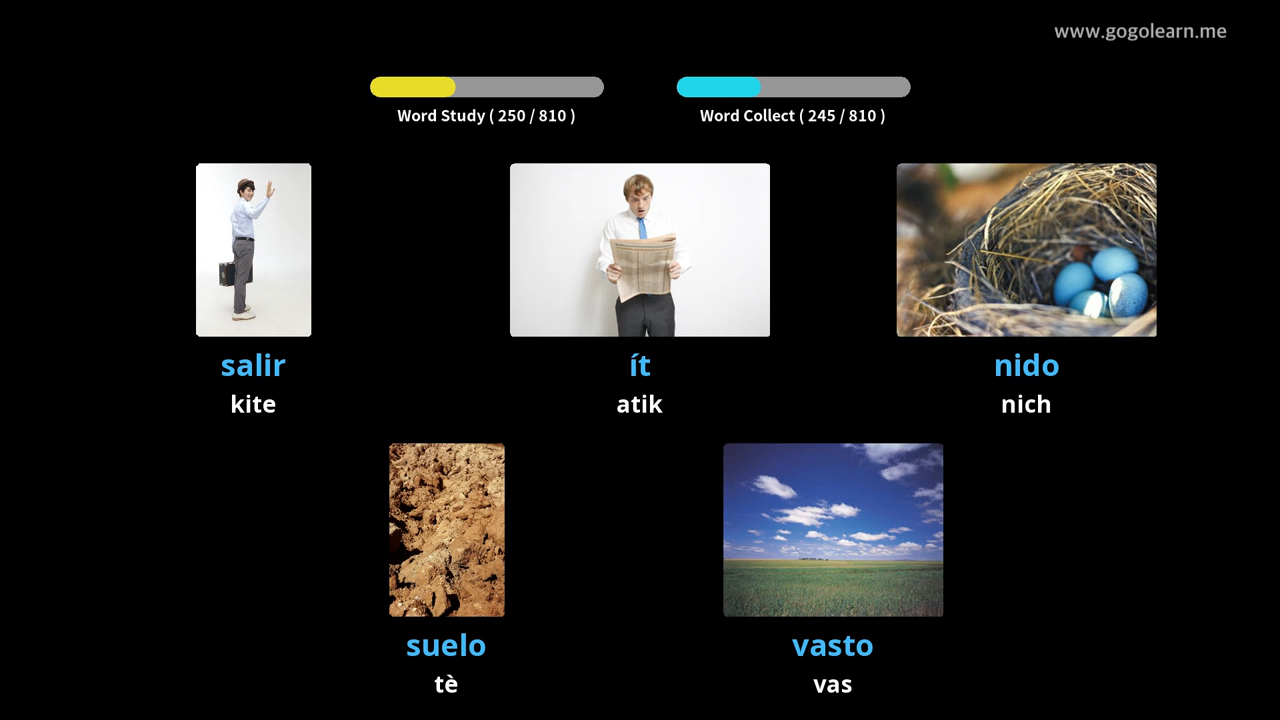 www.gogolearn.me
Word Study ( 250 / 810 )
Word Collect ( 245 / 810 )
salir
kite
ít
atik
nido
nich
suelo
tè
vasto
vas